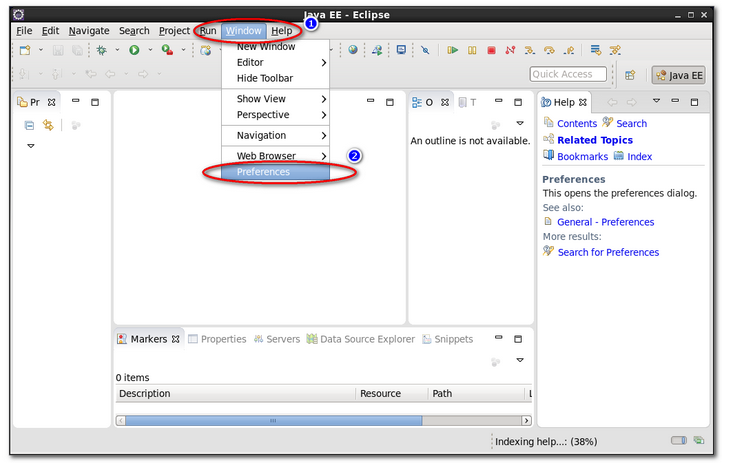 Java EE - Eclipse
File Edit Navigate Search Project Run Window Help
1
New Window
Editor
Hide Toolbar
Show View
Perspective
Navigation
Web Browser
2
Preferences
Quick Access
Java EE
Pr
O
T
An outline is not available.
Help
Contents Search
Related Topics
Bookmarks Index
Preferences
This opens the preferences dialog.
See also:
General - Preferences
More results:
Search for Preferences
Markers Properties Servers Data Source Explorer Snippets
0 items
Description Resource Path L
Indexing help...: (38%)